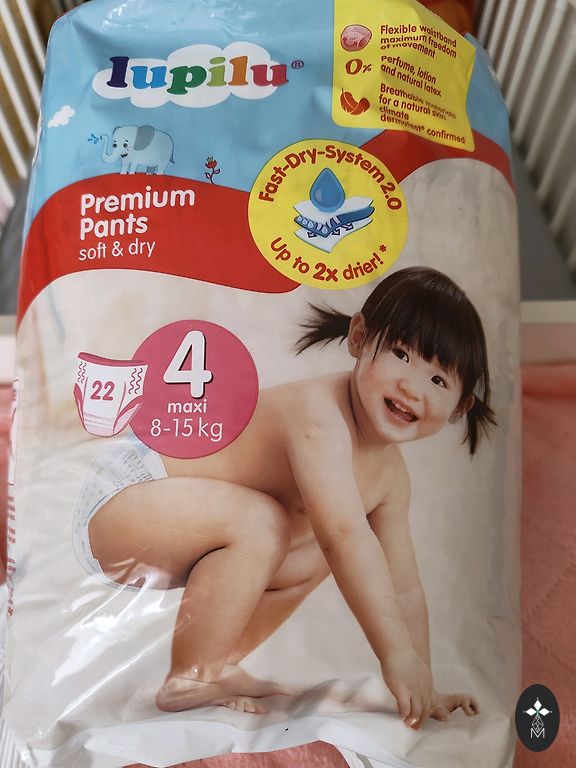 lupilu®
Flexible waistband
maximum freedom
of movement
0% perfume, lotion
and natural latex
Breathable materials
for a natural skin
climate
dermatest® confirmed
Fast-Dry-System 2.0
Up to 2x drier!*
Premium
Pants
soft & dry
22
4
maxi
8-15 kg
M